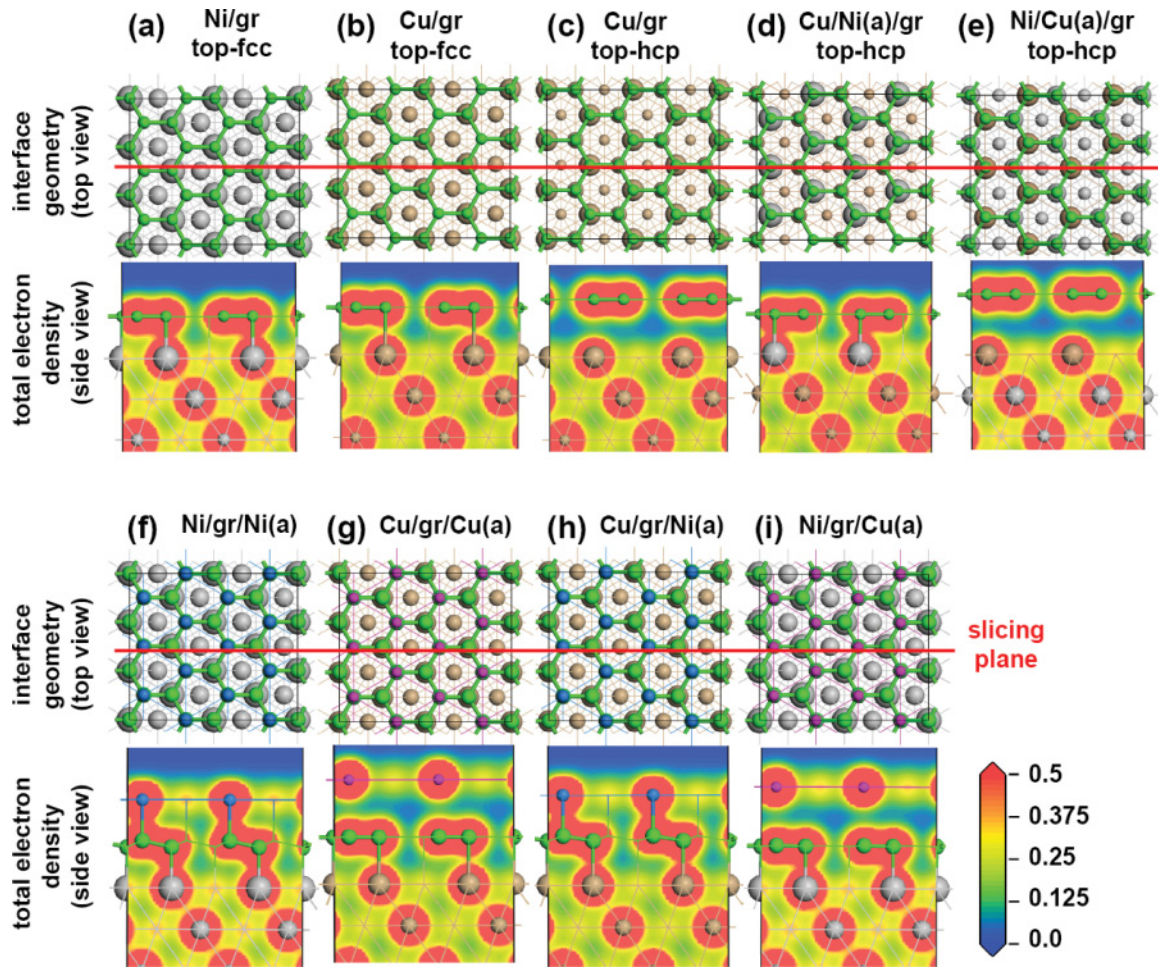 (a) Ni/gr
top-fcc
(b) Cu/gr
top-fcc
(c) Cu/gr
top-hcp
(d) Cu/Ni(a)/gr
top-hcp
(e) Ni/Cu(a)/gr
top-hcp
interface
geometry
(top view)
total electron
density
(side view)
(f) Ni/gr/Ni(a)
(g) Cu/gr/Cu(a)
(h) Cu/gr/Ni(a)
(i) Ni/gr/Cu(a)
interface
geometry
(top view)
slicing
plane
total electron
density
(side view)
0.5
0.375
0.25
0.125
0.0